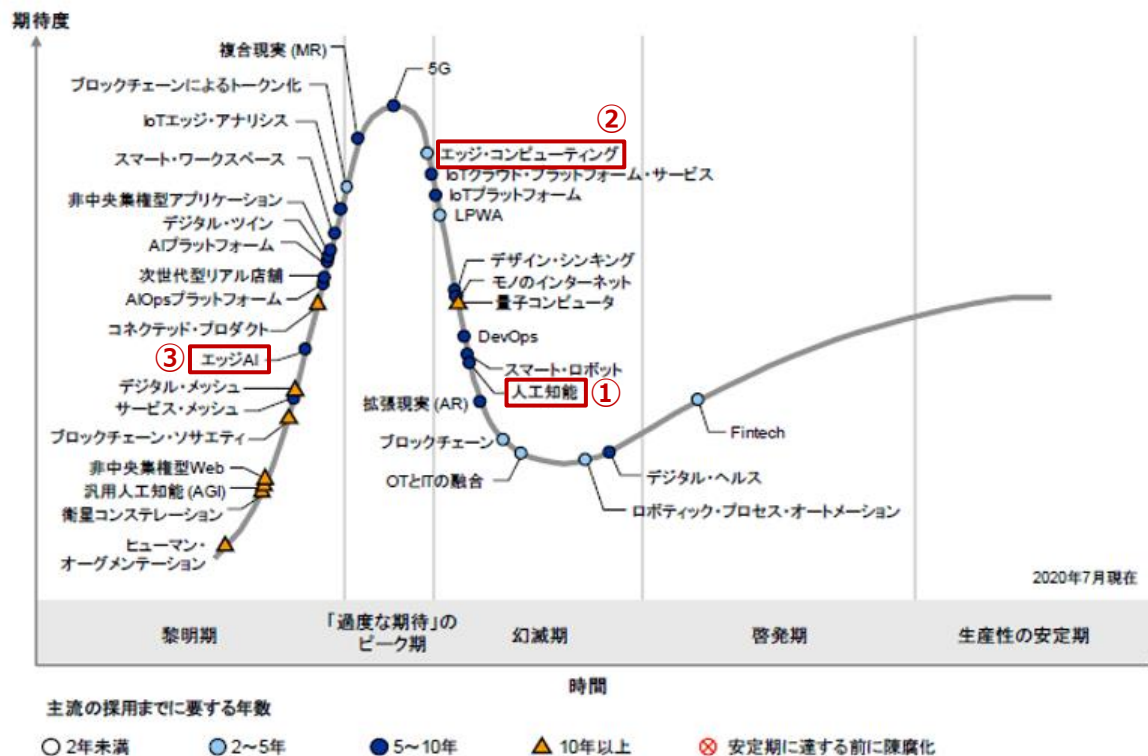 期待度
複合現実 (MR)
5G
ブロックチェーンによるトークン化
IoTエッジ・アナリシス
②
エッジ・コンピューティング
スマート・ワークスペース
IoTクラウド・プラットフォーム・サービス
IoTプラットフォーム
非中央集権型アプリケーション
LPWA
デジタル・ツイン
AIプラットフォーム
デザイン・シンキング
次世代型リアル店舗
モノのインターネット
AIOpsプラットフォーム
量子コンピュータ
コネクテッド・プロダクト
DevOps
③
エッジAI
スマート・ロボット
デジタル・メッシュ
人工知能
①
サービス・メッシュ
拡張現実 (AR)
ブロックチェーン・ソサエティ
ブロックチェーン
Fintech
非中央集権型Web
OTとITの融合
デジタル・ヘルス
汎用人工知能 (AGI)
衛星コンステレーション
ロボティック・プロセス・オートメーション
ヒューマン・
オーグメンテーション
2020年7月現在
黎明期
「過度な期待」の
ピーク期
幻滅期
啓発期
生産性の安定期
時間
主流の採用までに要する年数
2年未満
2～5年
5～10年
10年以上
安定期に達する前に陳腐化